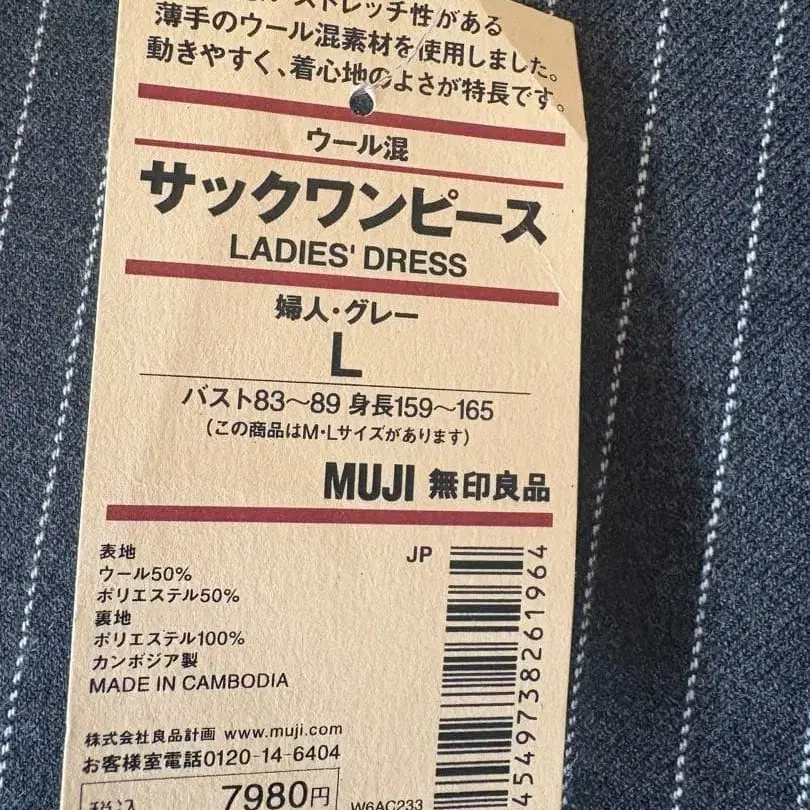 ストレッチ性がある
薄手のウール混素材を使用しました。
動きやすく、着心地のよさが特長です。
ウール混
サックワンピース
LADIES' DRESS
婦人・グレー
L
バスト83〜89 身長159〜165
(この商品はM・Lサイズがあります)
MUJI 無印良品
表地
ウール50%
ポリエステル50%
裏地
ポリエステル100%
カンボジア製
MADE IN CAMBODIA
株式会社良品計画 www.muji.com
お客様室電話0120-14-6404
7980円
JP
4549738261964
W6AC233